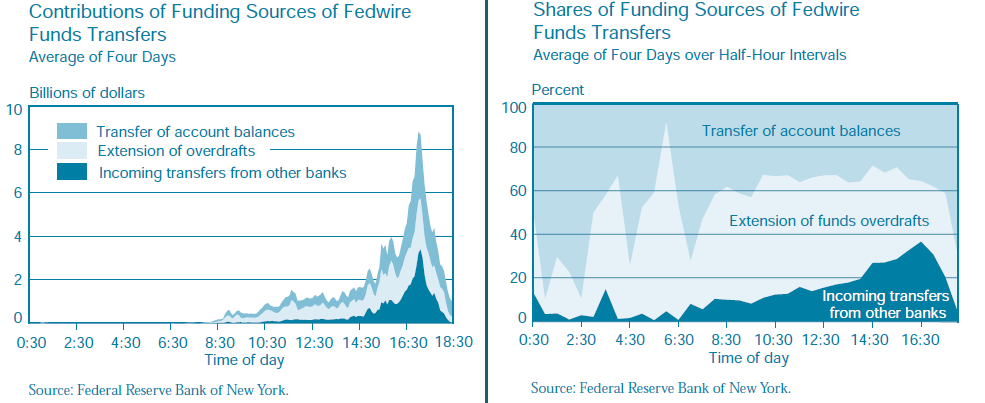 Contributions of Funding Sources of Fedwire
Funds Transfers
Average of Four Days
Billions of dollars
10
8
6
4
2
0
Transfer of account balances
Extension of overdrafts
Incoming transfers from other banks
0:30 2:30 4:30 6:30 8:30 10:30 12:30 14:30 16:30 18:30
Time of day
Source: Federal Reserve Bank of New York.
Shares of Funding Sources of Fedwire
Funds Transfers
Average of Four Days over Half-Hour Intervals
Percent
100
80
60
40
20
0
Transfer of account balances
Extension of funds overdrafts
Incoming transfers
from other banks
0:30 2:30 4:30 6:30 8:30 10:30 12:30 14:30 16:30
Time of day
Source: Federal Reserve Bank of New York.